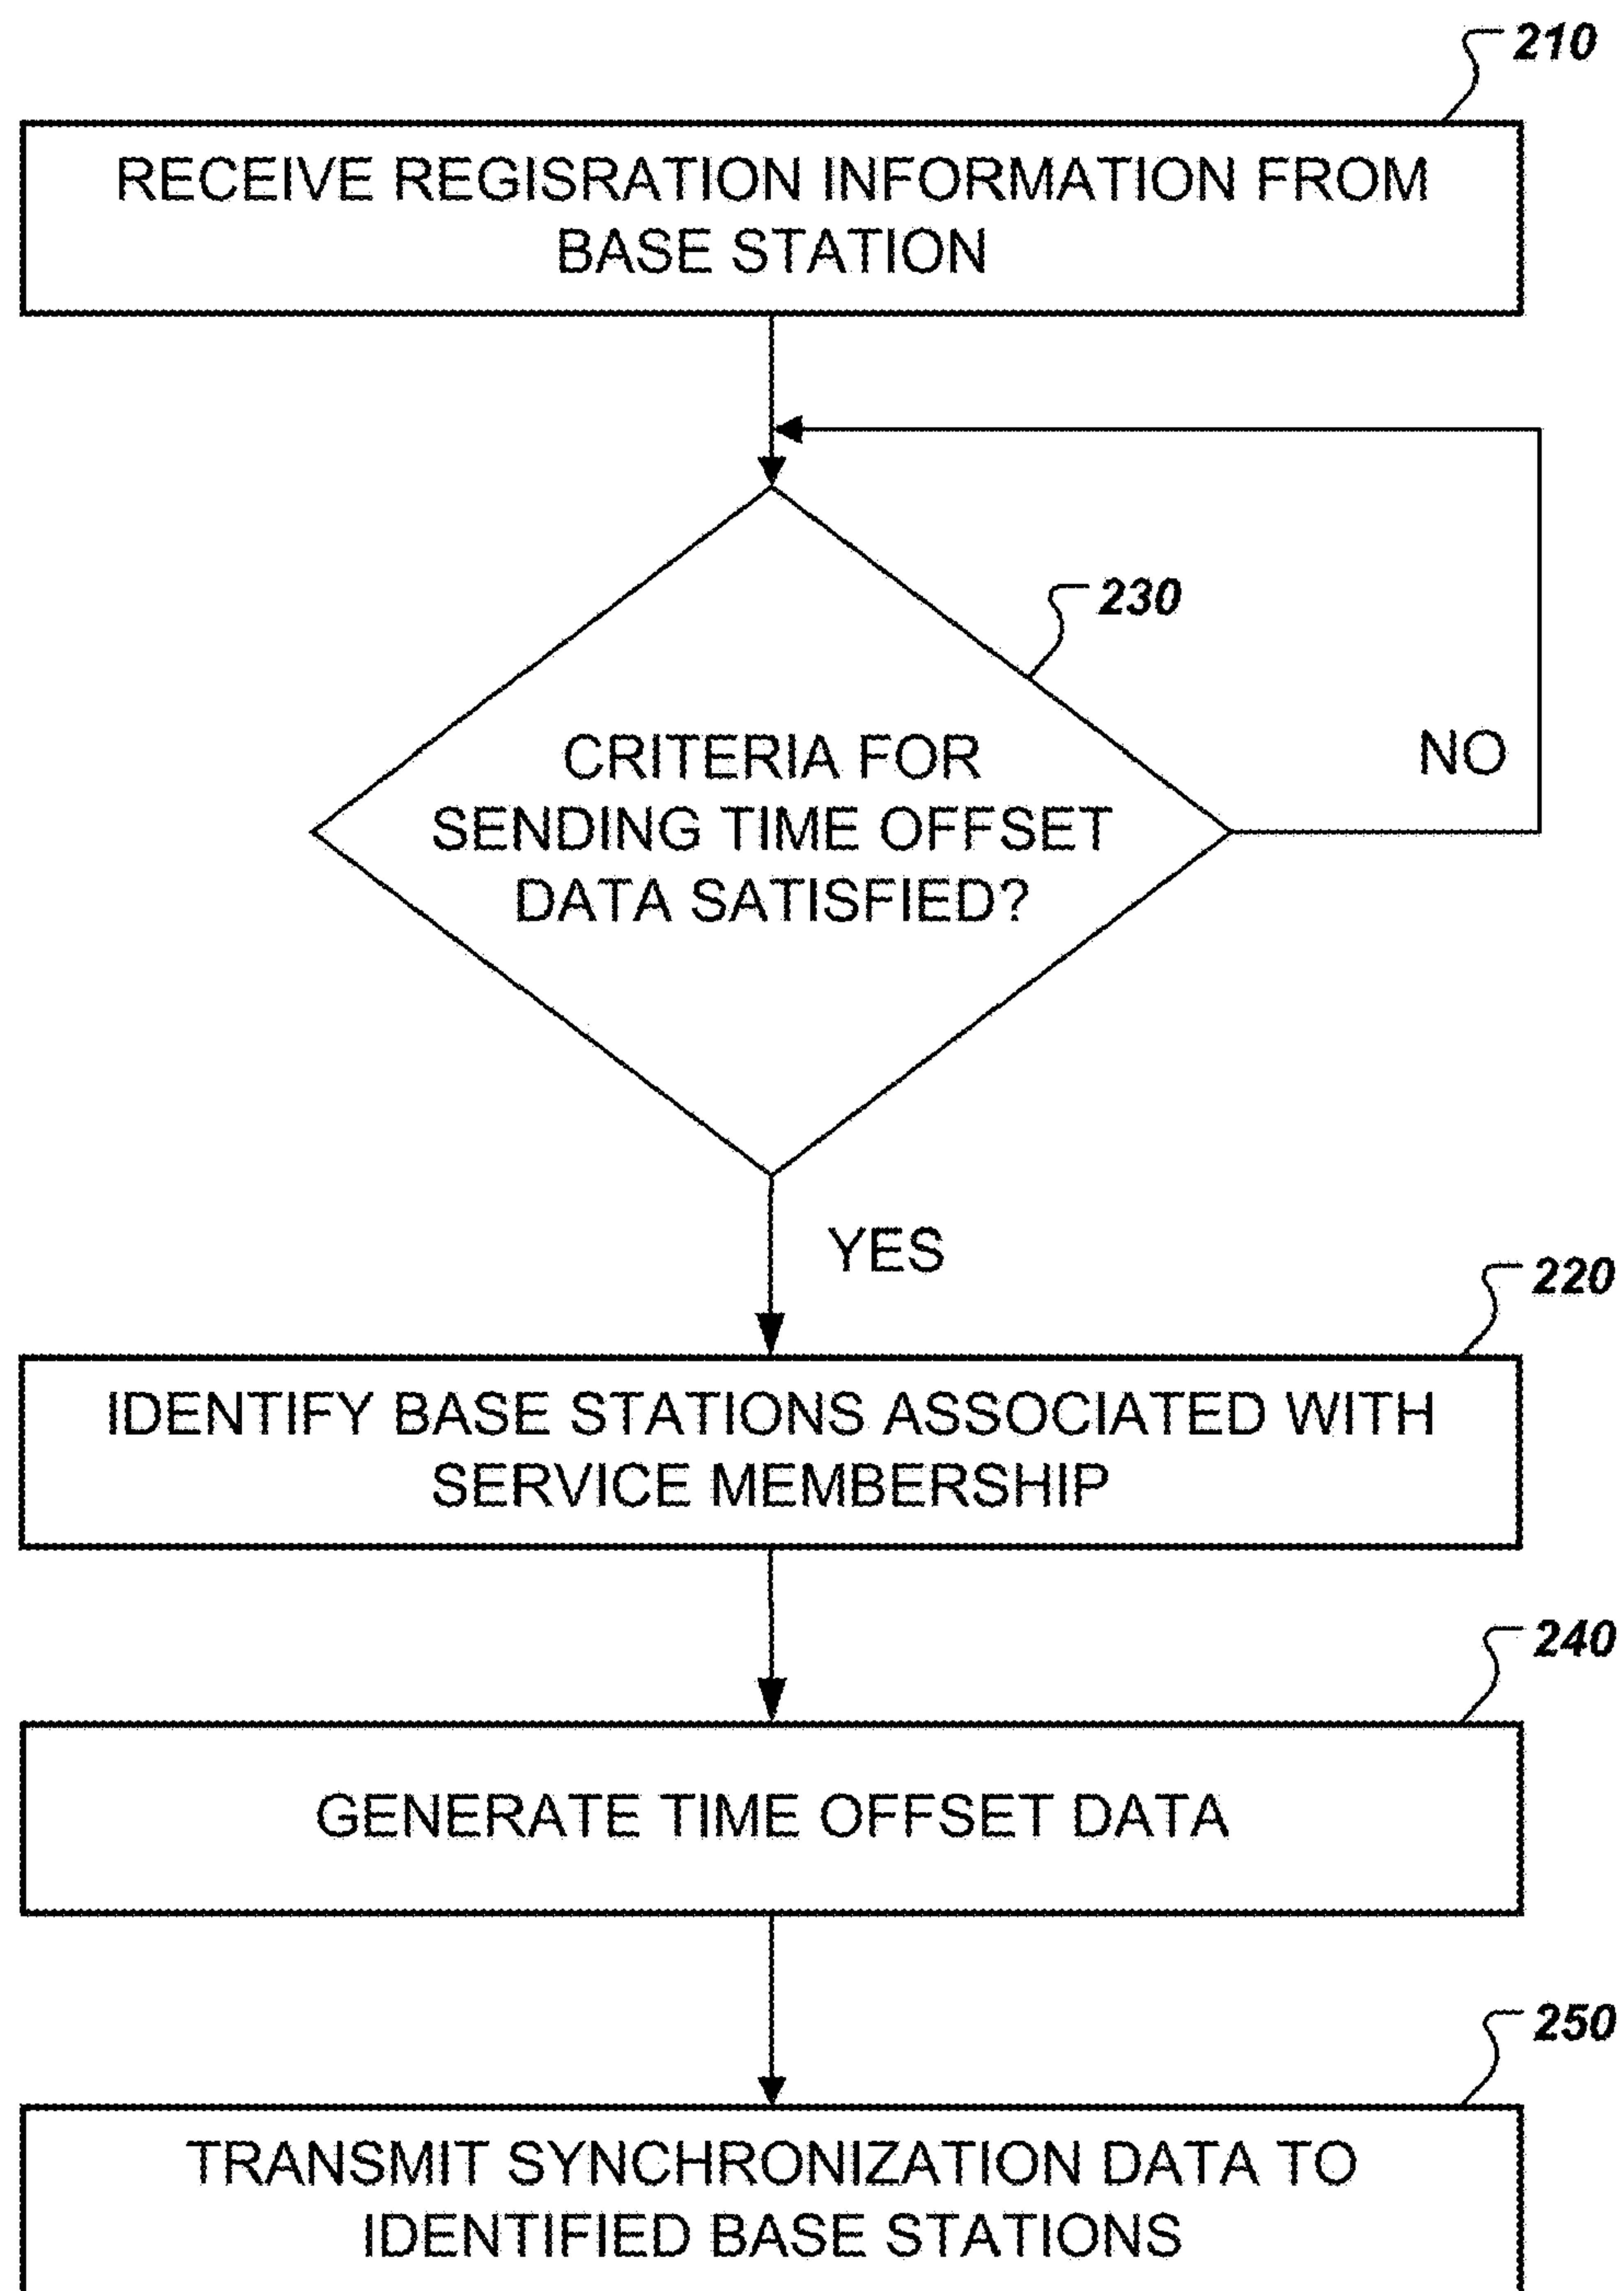 210
RECEIVE REGISRATION INFORMATION FROM
BASE STATION
230
CRITERIA FOR
SENDING TIME OFFSET
DATA SATISFIED?
NO
YES
220
IDENTIFY BASE STATIONS ASSOCIATED WITH
SERVICE MEMBERSHIP
240
GENERATE TIME OFFSET DATA
250
TRANSMIT SYNCHRONIZATION DATA TO
IDENTIFIED BASE STATIONS